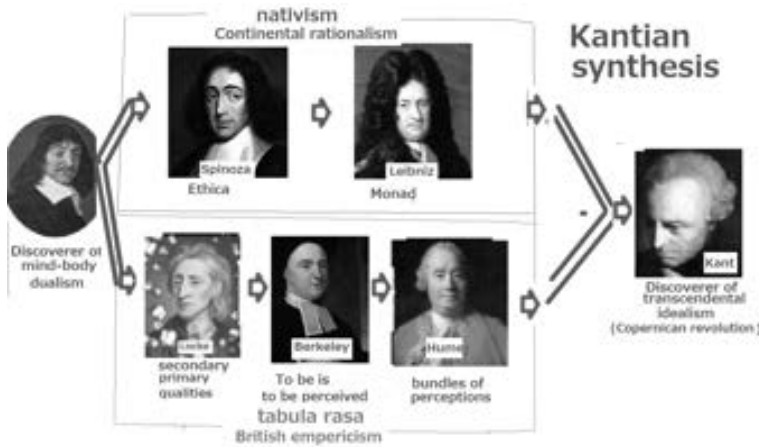 nativism
Continental rationalism
Kantian
synthesis
Spinoza
Ethica
Leibniz
Monad
Discoverer of
mind-body
dualism
Locke
secondary
primary
qualities
Berkeley
To be is
to be perceived
Hume
bundles of
perceptions
Kant
Discoverer of
transcendental
idealism
(Copernican revolution)
tabula rasa
British empericism